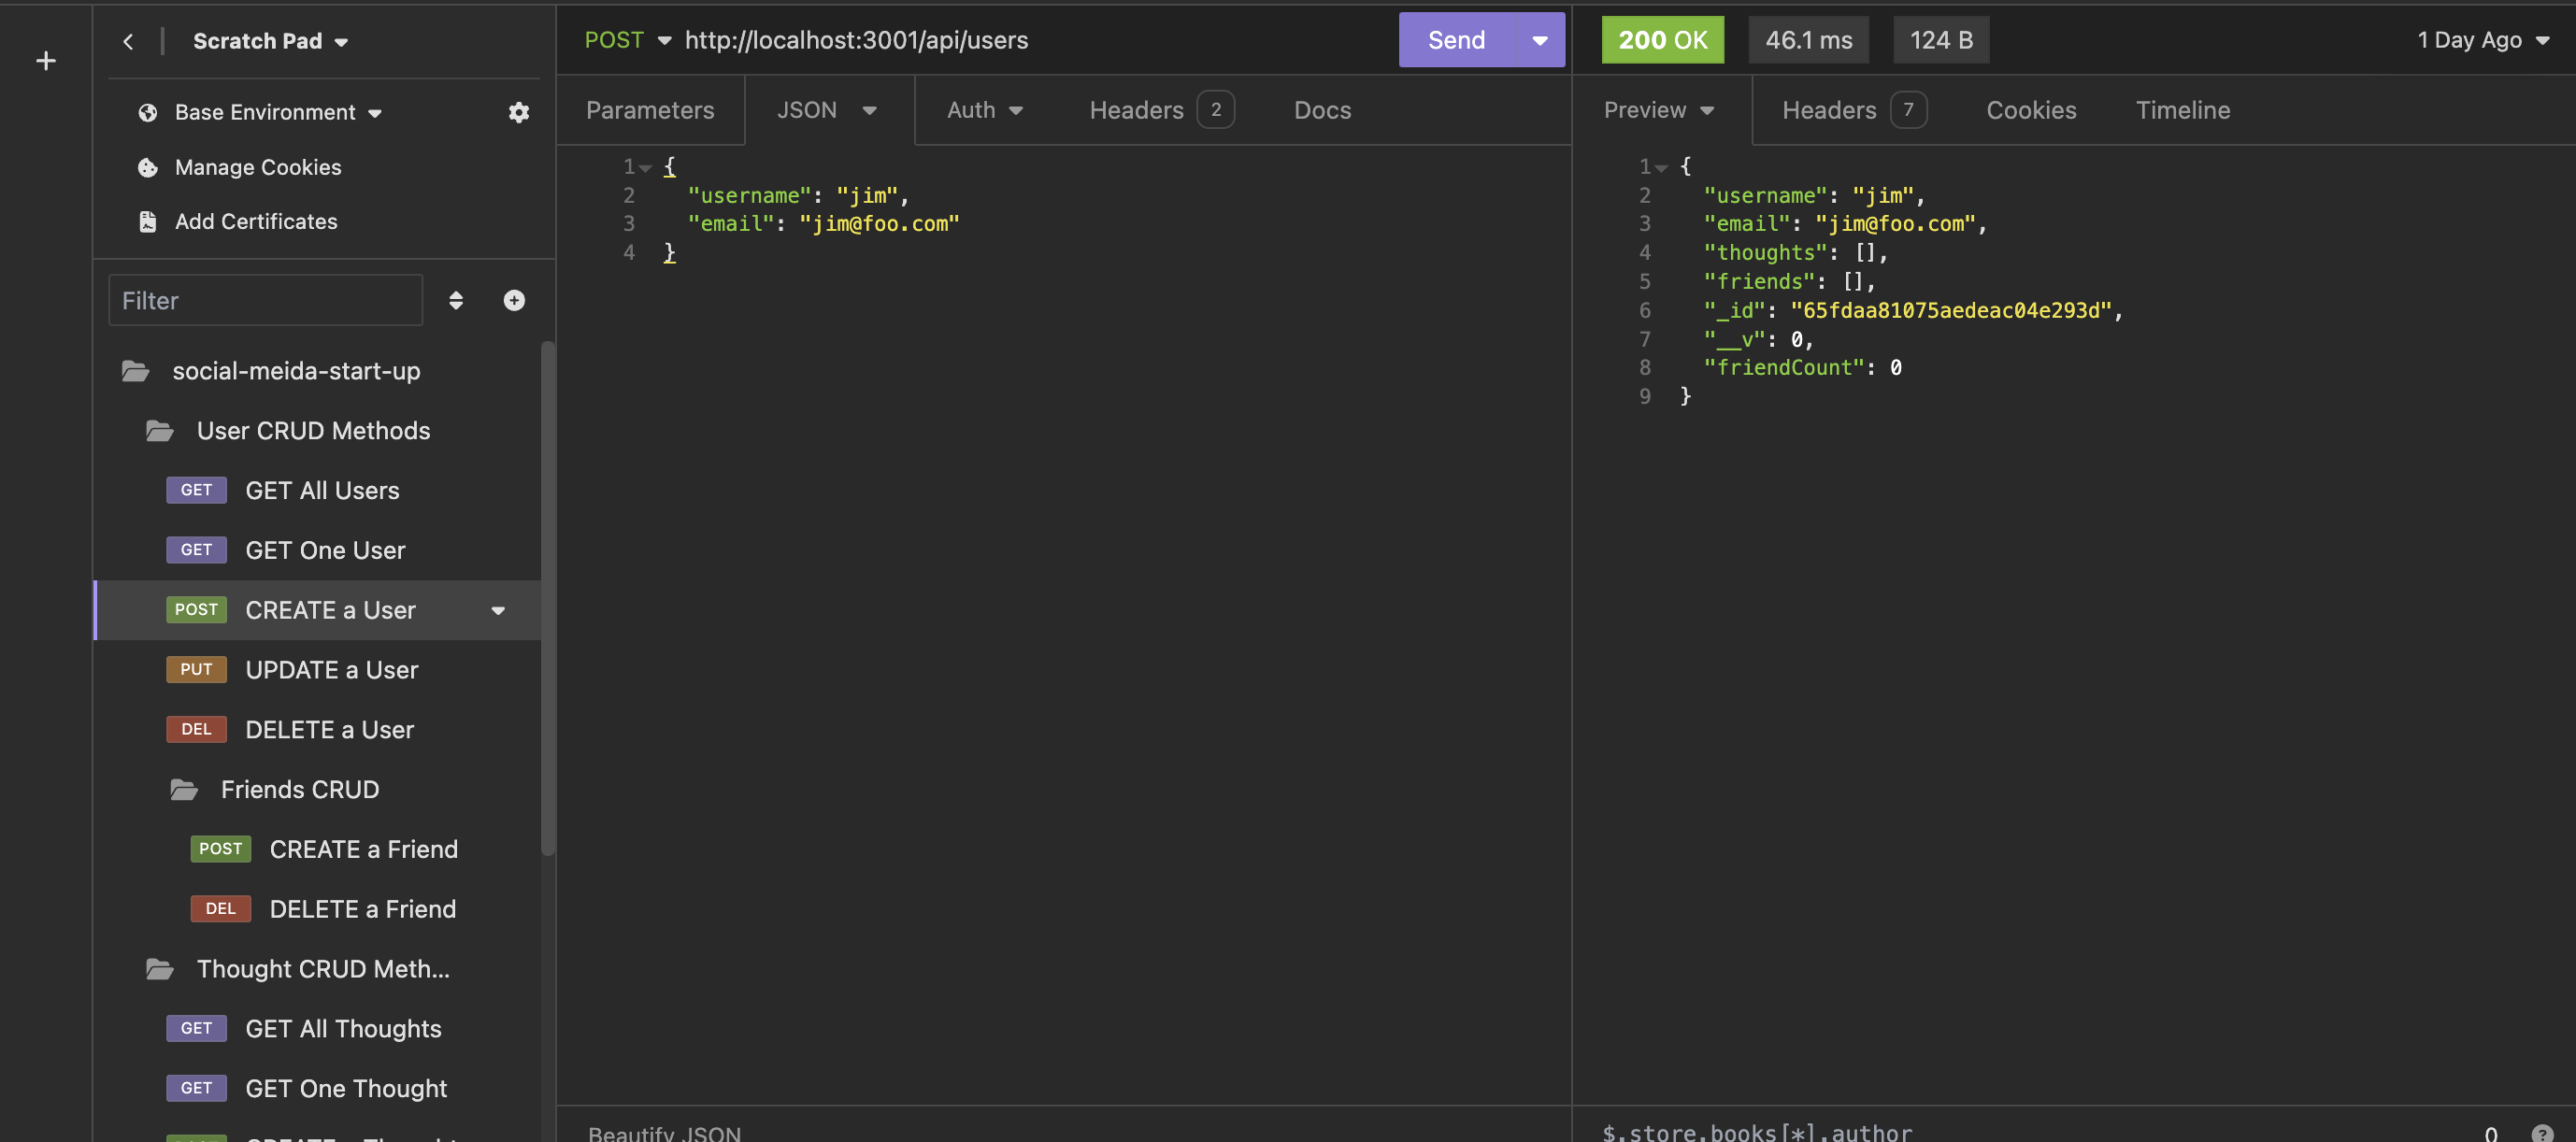 Scratch Pad
Base Environment
Manage Cookies
Add Certificates
Filter
social-meida-start-up
User CRUD Methods
GET GET All Users
GET GET One User
POST CREATE a User
PUT UPDATE a User
DEL DELETE a User
Friends CRUD
POST CREATE a Friend
DEL DELETE a Friend
Thought CRUD Meth...
GET GET All Thoughts
GET GET One Thought
POST http://localhost:3001/api/users Send
Parameters JSON Auth Headers 2 Docs
1 {
2 "username": "jim",
3 "email": "jim@foo.com"
4 }
Beautify JSON
200 OK 46.1 ms 124 B 1 Day Ago
Preview Headers 7 Cookies Timeline
1 {
2 "username": "jim",
3 "email": "jim@foo.com",
4 "thoughts": [],
5 "friends": [],
6 "_id": "65fdaa81075aedeac04e293d",
7 "__v": 0,
8 "friendCount": 0
9 }
$.store.books[*].author 0 ?